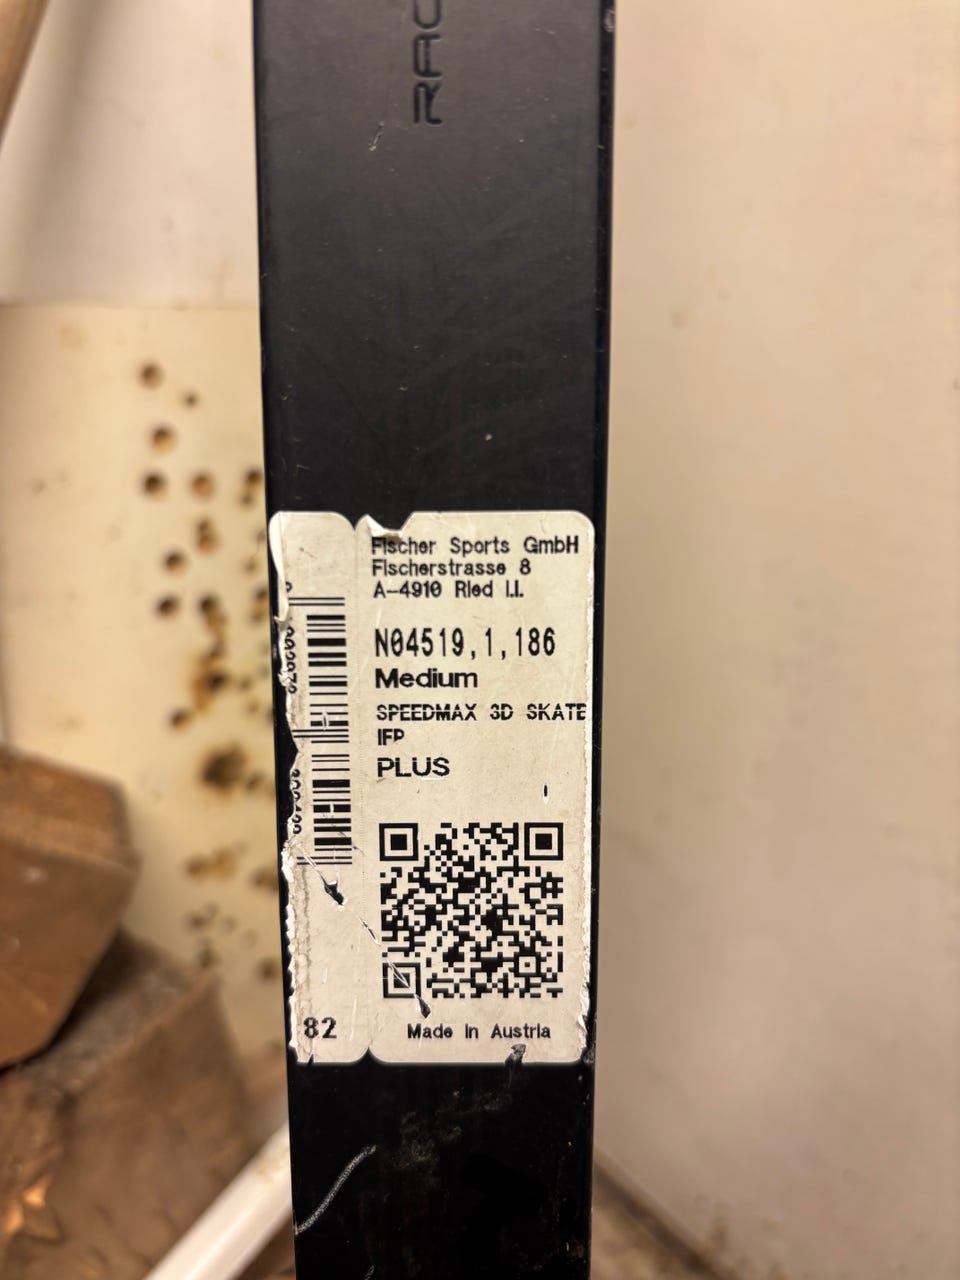 RAC
Fischer Sports GmbH
Fischerstrasse 8
A-4910 Ried I.I.
N04519,1,186
Medium
SPEEDMAX 3D SKATE
IFP
PLUS
82
Made in Austria